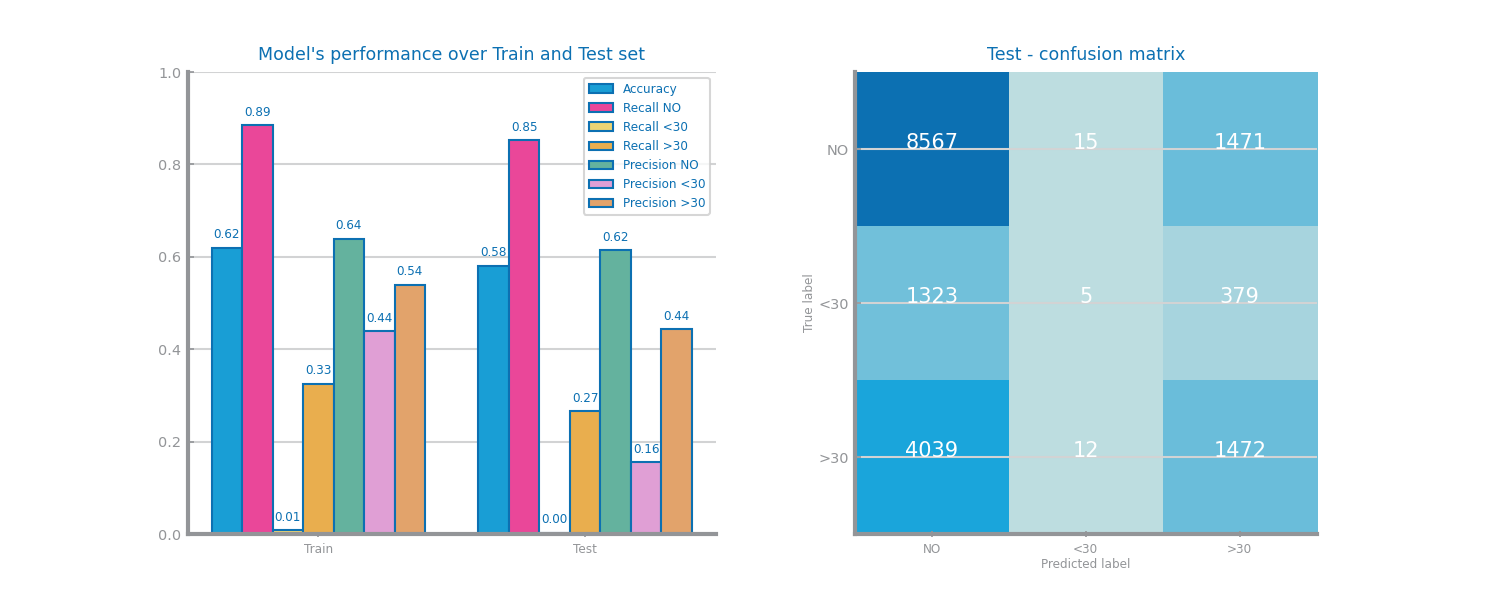 Model's performance over Train and Test set
1.0
0.8
0.6
0.4
0.2
0.0
0.62
0.89
0.01
0.33
0.64
0.44
0.54
0.58
0.85
0.00
0.27
0.62
0.16
0.44
Accuracy
Recall NO
Recall <30
Recall >30
Precision NO
Precision <30
Precision >30
Train
Test
Test - confusion matrix
True label
NO
<30
>30
8567 15 1471
1323 5 379
4039 12 1472
NO <30 >30
Predicted label